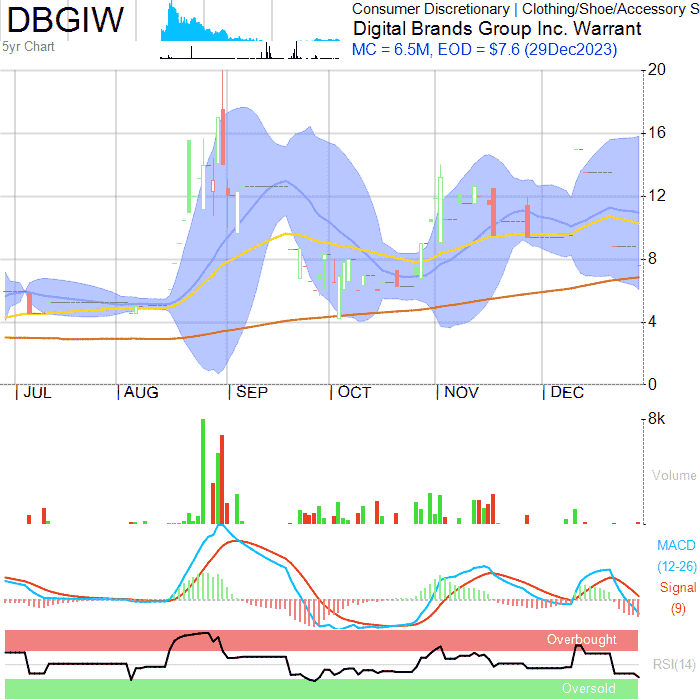 DBGIW
5yr Chart
Consumer Discretionary | Clothing/Shoe/Accessory S
Digital Brands Group Inc. Warrant
MC = 6.5M, EOD = $7.6 (29Dec2023)
20
16
12
8
4
0
JUL
AUG
SEP
OCT
NOV
DEC
8k
Volume
MACD
(12-26)
Signal
(9)
Overbought
RSI(14)
Oversold